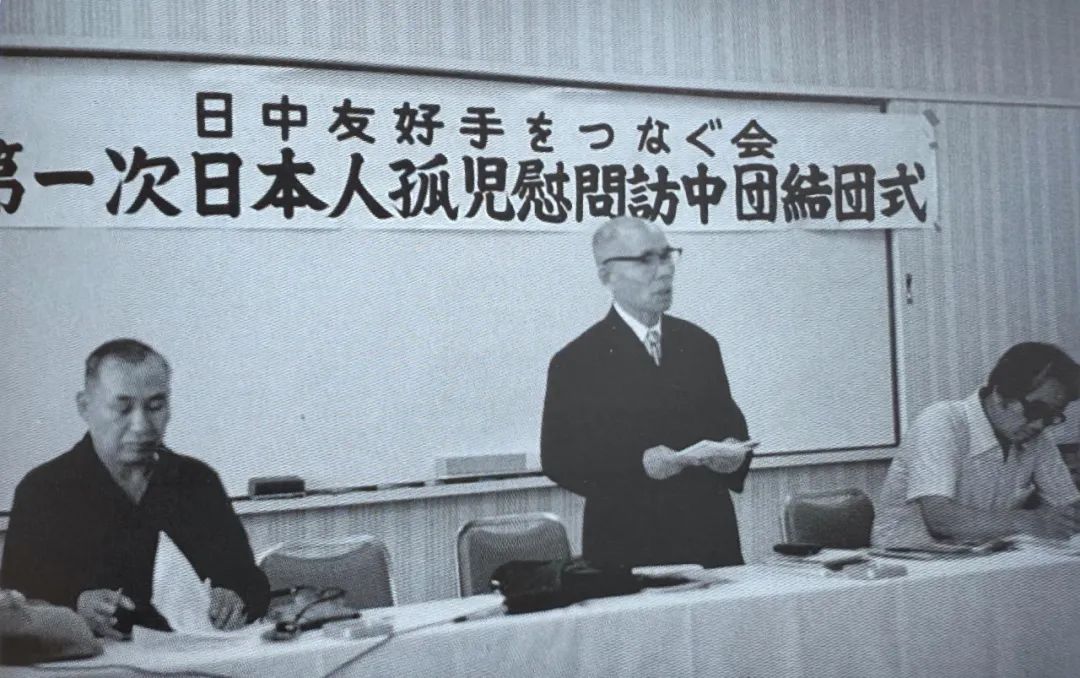 日中友好手をつなぐ会
第一次日本人孤児慰問訪中団結団式